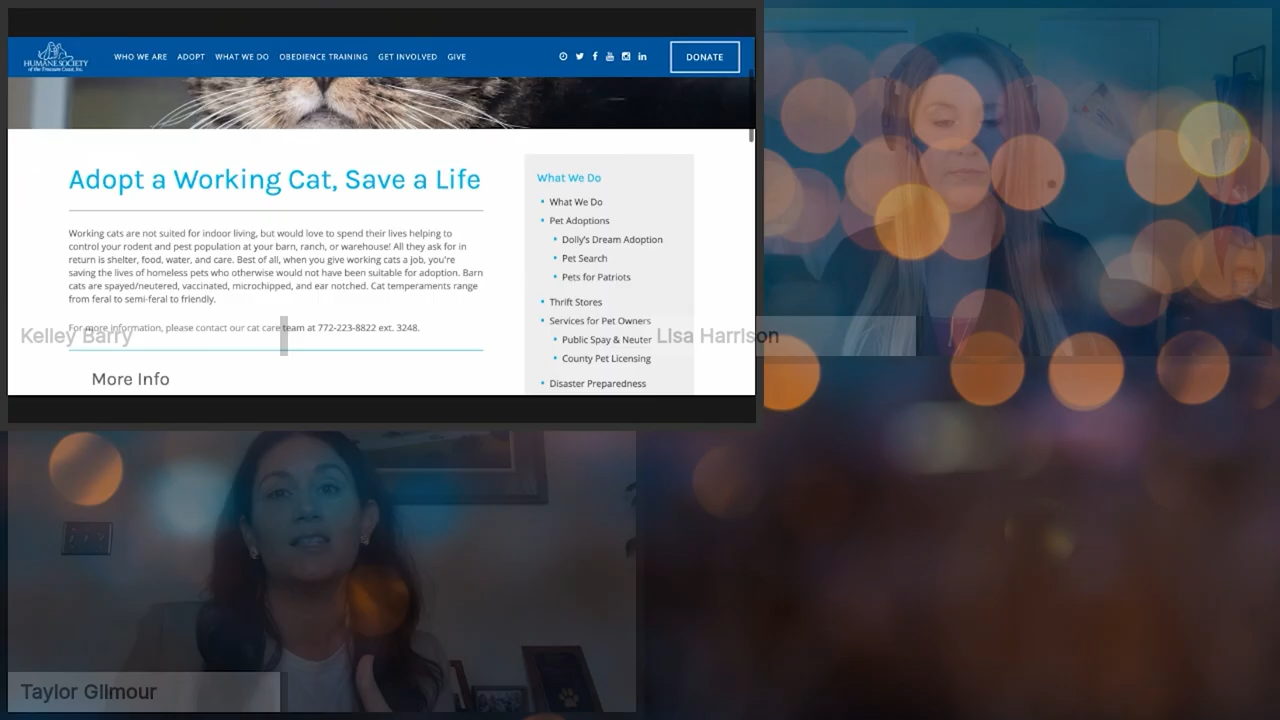 HUMANE SOCIETY
of the Treasure Coast, Inc.
WHO WE ARE ADOPT WHAT WE DO OBEDIENCE TRAINING GET INVOLVED GIVE
DONATE
Adopt a Working Cat, Save a Life
Working cats are not suited for indoor living, but would love to spend their lives helping to
control your rodent and pest population at your barn, ranch, or warehouse! All they ask for in
return is shelter, food, water, and care. Best of all, when you give working cats a job, you're
saving the lives of homeless pets who otherwise would not have been suitable for adoption. Barn
cats are spayed/neutered, vaccinated, microchipped, and ear notched. Cat temperaments range
from feral to semi-feral to friendly.
For more information, please contact our cat care team at 772-223-8822 ext. 3248.
More Info
What We Do
What We Do
Pet Adoptions
Dolly's Dream Adoption
Pet Search
Pets for Patriots
Thrift Stores
Services for Pet Owners
Public Spay & Neuter
County Pet Licensing
Disaster Preparedness
Kelley Barry
Lisa Harrison
Taylor Gilmour